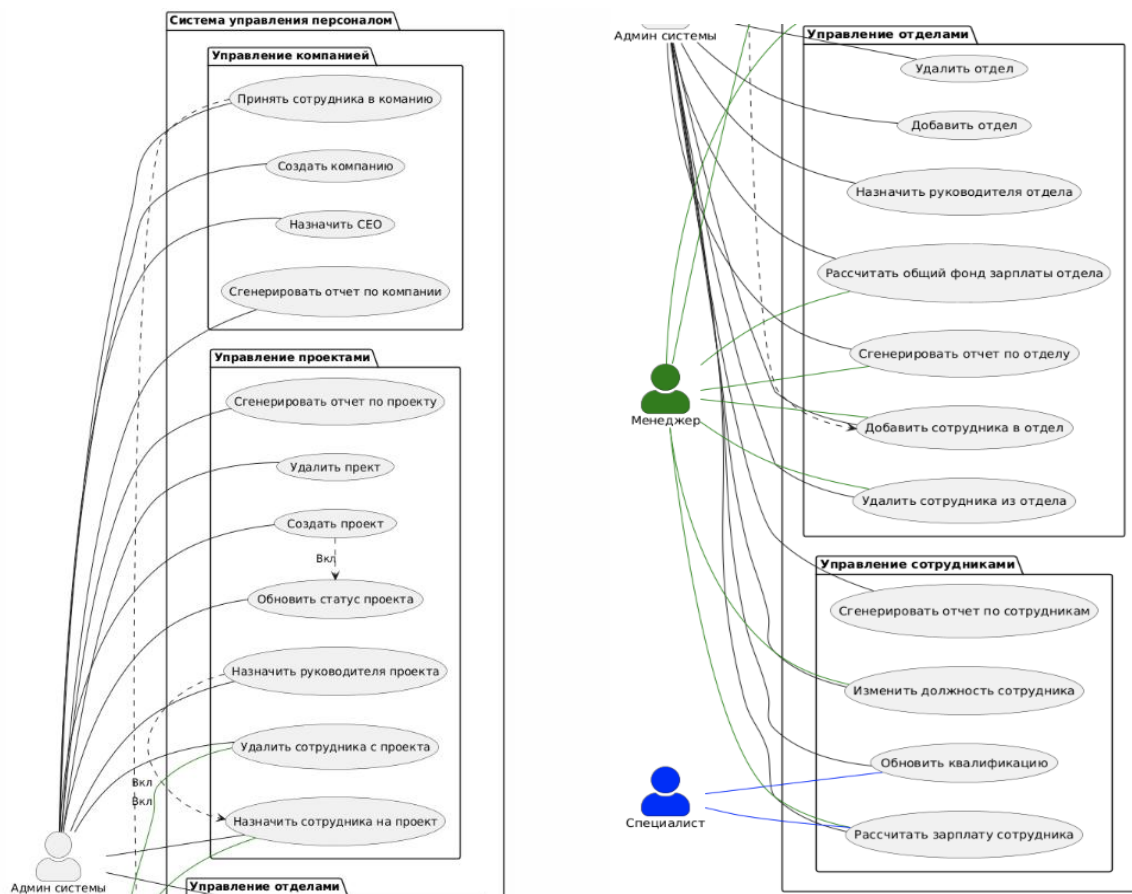 Система управления персоналом
Управление компанией
Принять сотрудника в команию
Создать компанию
Назначить CEO
Сгенерировать отчет по компании
Управление проектами
Сгенерировать отчет по проекту
Удалить прект
Создать проект
Вкл
Обновить статус проекта
Назначить руководителя проекта
Удалить сотрудника с проекта
Вкл
Вкл
Назначить сотрудника на проект
Админ системы
Управление отделами
Админ системы
Управление отделами
Удалить отдел
Добавить отдел
Назначить руководителя отдела
Рассчитать общий фонд зарплаты отдела
Сгенерировать отчет по отделу
Менеджер
Добавить сотрудника в отдел
Удалить сотрудника из отдела
Управление сотрудниками
Сгенерировать отчет по сотрудникам
Изменить должность сотрудника
Обновить квалификацию
Специалист
Рассчитать зарплату сотрудника